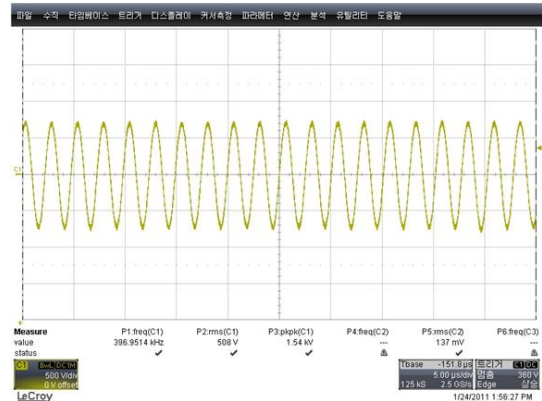 파일 수직 타임베이스 트리거 디스플레이 커서측정 파라메터 연산 분석 유틸리티 도움말
C1
Measure P1:freq(C1) P2:rms(C1) P3:pkpk(C1) P4:freq(C2) P5:rms(C2) P6:freq(C3)
value 396.9514 kHz 508 V 1.54 kV --- 137 mV ---
status
C1 BwL DC1M
500 V/div
0 V offset
Tbase -151.8 µs
5.00 µs/div
125 kS 2.5 GS/s
트리거 C1 DC
멈춤 360 V
Edge 상승
LeCroy
1/24/2011 1:56:27 PM